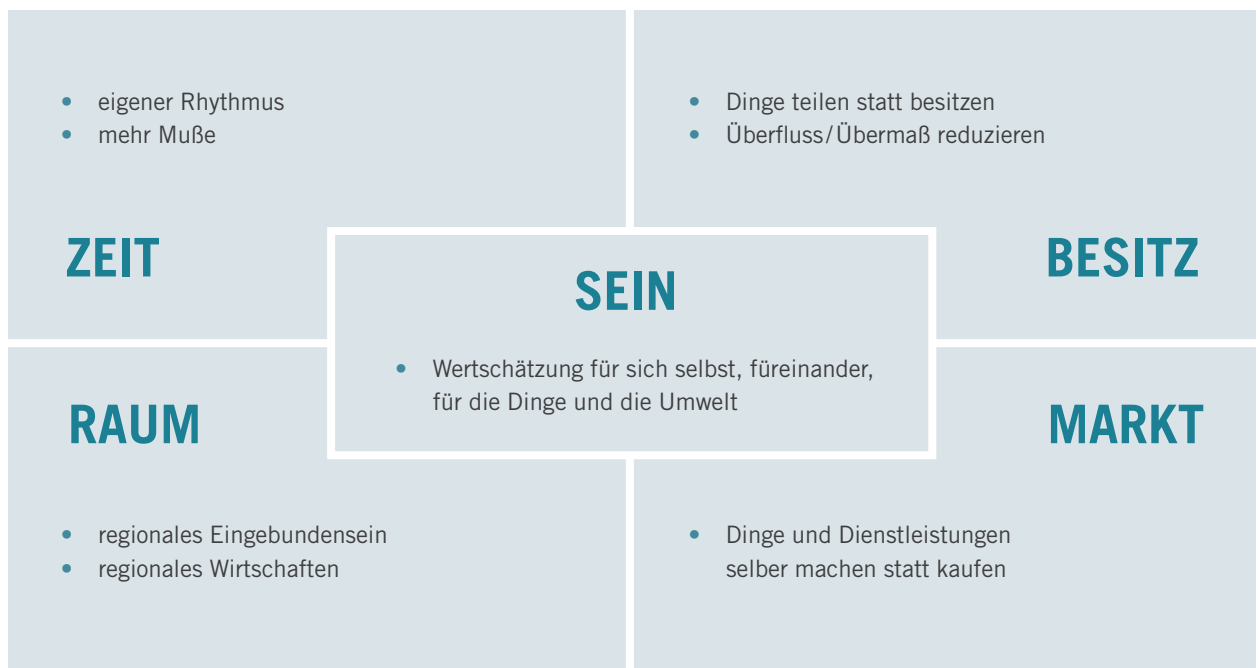 • eigener Rhythmus
• mehr Muße
ZEIT
• Dinge teilen statt besitzen
• Überfluss/Übermaß reduzieren
BESITZ
SEIN
• Wertschätzung für sich selbst, füreinander,
für die Dinge und die Umwelt
RAUM
• regionales Eingebundensein
• regionales Wirtschaften
MARKT
• Dinge und Dienstleistungen
selber machen statt kaufen